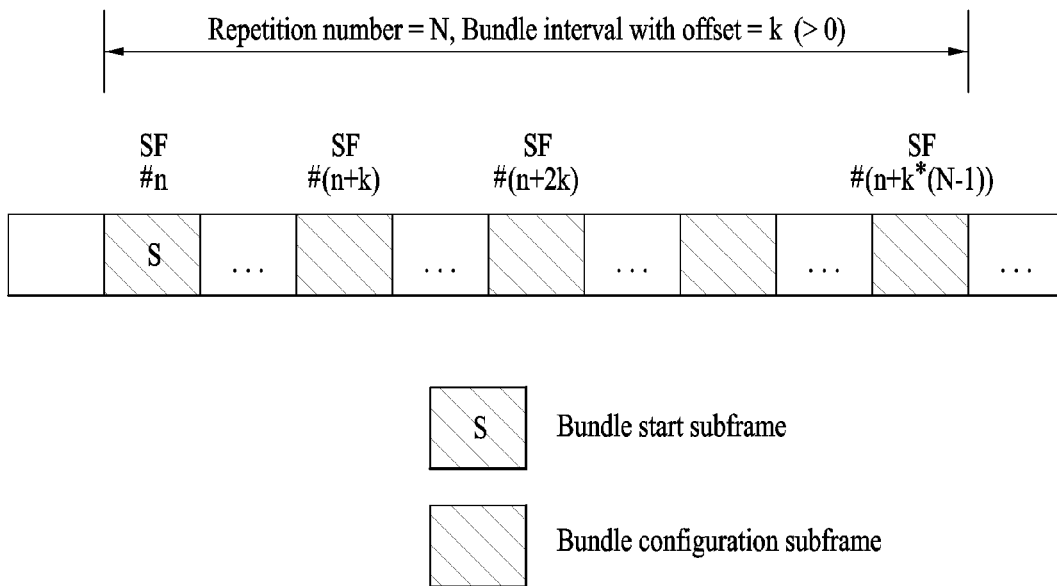 Repetition number = N, Bundle interval with offset = k (> 0)
SF SF SF SF
#n #(n+k) #(n+2k) #(n+k*(N-1))
S ... ... ... ... ...
S Bundle start subframe
Bundle configuration subframe